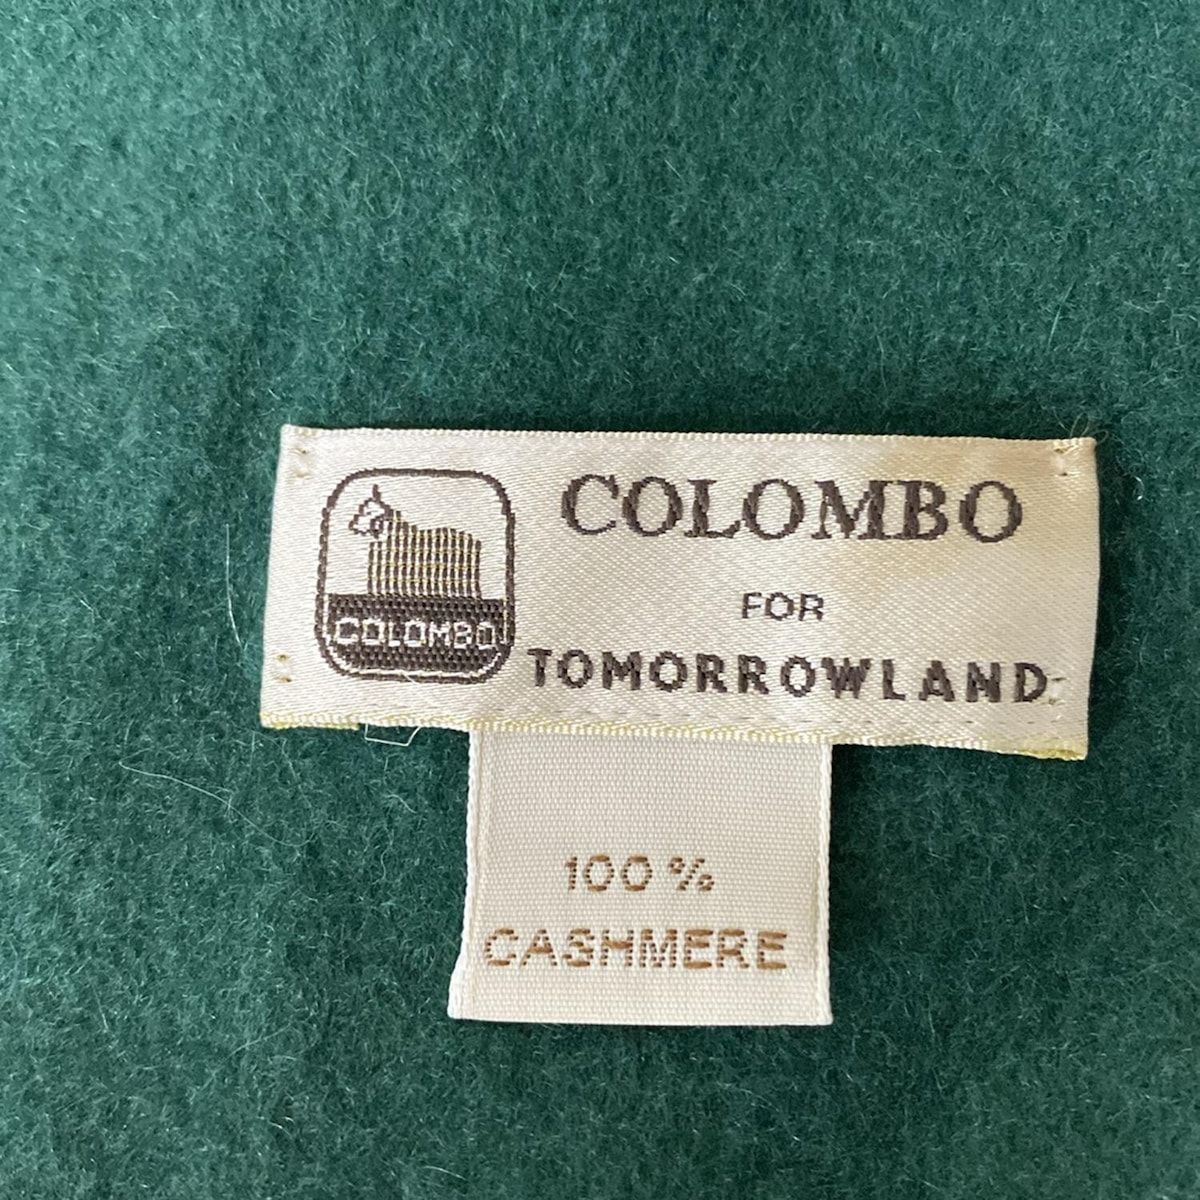 COLOMBO
COLOMBO
FOR
TOMORROWLAND
100 %
CASHMERE